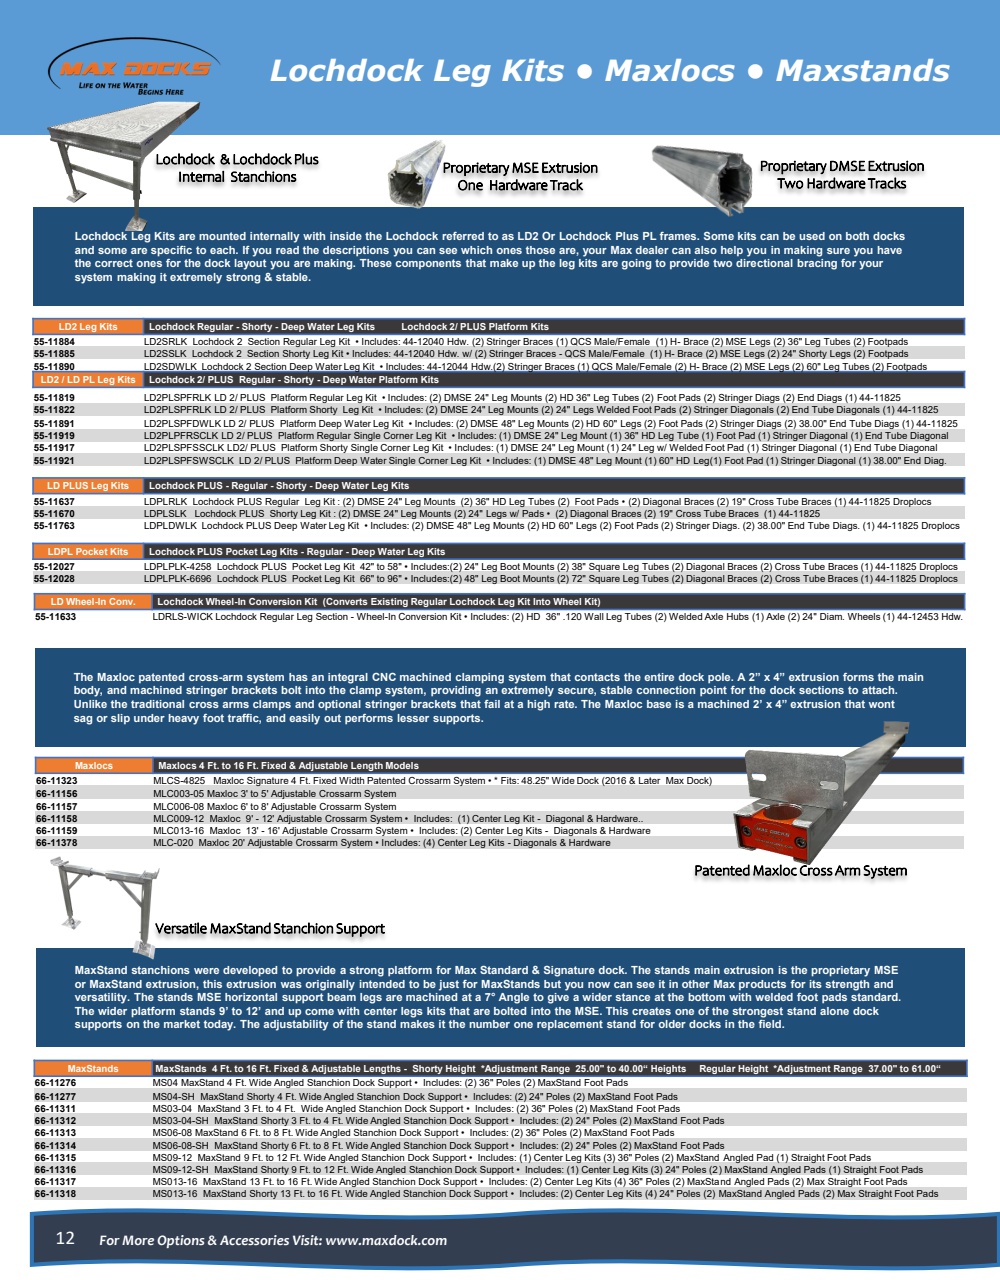 MAX DOCKS
LIFE ON THE WATER
BEGINS HERE
Lochdock Leg Kits • Maxlocs • Maxstands
Lochdock & Lochdock Plus
Internal Stanchions
Proprietary MSE Extrusion
One Hardware Track
Proprietary DMSE Extrusion
Two Hardware Tracks
Lochdock Leg Kits are mounted internally with inside the Lochdock referred to as LD2 Or Lochdock Plus PL frames. Some kits can be used on both docks
and some are specific to each. If you read the descriptions you can see which ones those are, your Max dealer can also help you in making sure you have
the correct ones for the dock layout you are making. These components that make up the leg kits are going to provide two directional bracing for your
system making it extremely strong & stable.
LD2 Leg Kits Lochdock Regular - Shorty - Deep Water Leg Kits Lochdock 2/ PLUS Platform Kits
55-11884 LD2SRLK Lochdock 2 Section Regular Leg Kit • Includes: 44-12040 Hdw. (2) Stringer Braces (1) QCS Male/Female (1) H- Brace (2) MSE Legs (2) 36" Leg Tubes (2) Footpads
55-11885 LD2SSLK Lochdock 2 Section Shorty Leg Kit • Includes: 44-12040 Hdw. w/ (2) Stringer Braces - QCS Male/Female (1) H- Brace (2) MSE Legs (2) 24" Shorty Legs (2) Footpads
55-11890 LD2SDWLK Lochdock 2 Section Deep Water Leg Kit • Includes: 44-12044 Hdw.(2) Stringer Braces (1) QCS Male/Female (2) H- Brace (2) MSE Legs (2) 60" Leg Tubes (2) Footpads
LD2 / LD PL Leg Kits Lochdock 2/ PLUS Regular - Shorty - Deep Water Platform Kits
55-11819 LD2PLSPFRLK LD 2/ PLUS Platform Regular Leg Kit • Includes: (2) DMSE 24" Leg Mounts (2) HD 36" Leg Tubes (2) Foot Pads (2) Stringer Diags (2) End Diags (1) 44-11825
55-11822 LD2PLSPFRLK LD 2/ PLUS Platform Shorty Leg Kit • Includes: (2) DMSE 24" Leg Mounts (2) 24" Legs Welded Foot Pads (2) Stringer Diagonals (2) End Tube Diagonals (1) 44-11825
55-11891 LD2PLSPFDWLK LD 2/ PLUS Platform Deep Water Leg Kit • Includes: (2) DMSE 48" Leg Mounts (2) HD 60" Legs (2) Foot Pads (2) Stringer Diags (2) 38.00" End Tube Diags (1) 44-11825
55-11919 LD2PLPFRSCLK LD 2/ PLUS Platform Regular Single Corner Leg Kit • Includes: (1) DMSE 24" Leg Mount (1) 36" HD Leg Tube (1) Foot Pad (1) Stringer Diagonal (1) End Tube Diagonal
55-11917 LD2PLPFSSCLK LD 2/ PLUS Platform Shorty Single Corner Leg Kit • Includes: (1) DMSE 24" Leg Mount (1) 24" Leg w/ Welded Foot Pad (1) Stringer Diagonal (1) End Tube Diagonal
55-11921 LD2PLSPFSWSCLK LD 2/ PLUS Platform Deep Water Single Corner Leg Kit • Includes: (1) DMSE 48" Leg Mount (1) 60" HD Leg(1) Foot Pad (1) Stringer Diagonal (1) 38.00" End Diag.
LD PLUS Leg Kits Lochdock PLUS - Regular - Shorty - Deep Water Leg Kits
55-11637 LDPLRLK Lochdock PLUS Regular Leg Kit : (2) DMSE 24" Leg Mounts (2) 36" HD Leg Tubes (2) Foot Pads • (2) Diagonal Braces (2) 19" Cross Tube Braces (1) 44-11825 Droplocs
55-11670 LDPLSLK Lochdock PLUS Shorty Leg Kit : (2) DMSE 24" Leg Mounts (2) 24" Legs w/ Pads • (2) Diagonal Braces (2) 19" Cross Tube Braces (1) 44-11825
55-11763 LDPLDWLK Lochdock PLUS Deep Water Leg Kit • Includes: (2) DMSE 48" Leg Mounts (2) HD 60" Legs (2) Foot Pads (2) Stringer Diags. (2) 38.00" End Tube Diags. (1) 44-11825 Droplocs
LDPL Pocket Kits Lochdock PLUS Pocket Leg Kits - Regular - Deep Water Leg Kits
55-12027 LDPLPLK-4258 Lochdock PLUS Pocket Leg Kit 42" to 58" • Includes:(2) 24" Leg Boot Mounts (2) 38" Square Leg Tubes (2) Diagonal Braces (2) Cross Tube Braces (1) 44-11825 Droplocs
55-12028 LDPLPLK-6696 Lochdock PLUS Pocket Leg Kit 66" to 96" • Includes:(2) 48" Leg Boot Mounts (2) 72" Square Leg Tubes (2) Diagonal Braces (2) Cross Tube Braces (1) 44-11825 Droplocs
LD Wheel-In Conv. Lochdock Wheel-In Conversion Kit (Converts Existing Regular Lochdock Leg Kit Into Wheel Kit)
55-11633 LDRLS-WICK Lochdock Regular Leg Section - Wheel-In Conversion Kit • Includes: (2) HD 36" .120 Wall Leg Tubes (2) Welded Axle Hubs (1) Axle (2) 24" Diam. Wheels (1) 44-12453 Hdw.
The Maxloc patented cross-arm system has an integral CNC machined clamping system that contacts the entire dock pole. A 2” x 4” extrusion forms the main
body, and machined stringer brackets bolt into the clamp system, providing an extremely secure, stable connection point for the dock sections to attach.
Unlike the traditional cross arms clamps and optional stringer brackets that fail at a high rate. The Maxloc base is a machined 2’ x 4” extrusion that wont
sag or slip under heavy foot traffic, and easily out performs lesser supports.
Maxlocs Maxlocs 4 Ft. to 16 Ft. Fixed & Adjustable Length Models
66-11323 MLCS-4825 Maxloc Signature 4 Ft. Fixed Width Patented Crossarm System • * Fits: 48.25" Wide Dock (2016 & Later Max Dock)
66-11156 MLC003-05 Maxloc 3' to 5' Adjustable Crossarm System
66-11157 MLC006-08 Maxloc 6' to 8' Adjustable Crossarm System
66-11158 MLC009-12 Maxloc 9' - 12' Adjustable Crossarm System • Includes: (1) Center Leg Kit - Diagonal & Hardware..
66-11159 MLC013-16 Maxloc 13' - 16' Adjustable Crossarm System • Includes: (2) Center Leg Kits - Diagonals & Hardware
66-11378 MLC-020 Maxloc 20' Adjustable Crossarm System • Includes: (4) Center Leg Kits - Diagonals & Hardware
MAX DOCKS
Patented Maxloc Cross Arm System
Versatile MaxStand Stanchion Support
MaxStand stanchions were developed to provide a strong platform for Max Standard & Signature dock. The stands main extrusion is the proprietary MSE
or MaxStand extrusion, this extrusion was originally intended to be just for MaxStands but you now can see it in other Max products for its strength and
versatility. The stands MSE horizontal support beam legs are machined at a 7° Angle to give a wider stance at the bottom with welded foot pads standard.
The wider platform stands 9’ to 12’ and up come with center legs kits that are bolted into the MSE. This creates one of the strongest stand alone dock
supports on the market today. The adjustability of the stand makes it the number one replacement stand for older docks in the field.
MaxStands MaxStands 4 Ft. to 16 Ft. Fixed & Adjustable Lengths - Shorty Height *Adjustment Range 25.00" to 40.00“ Heights Regular Height *Adjustment Range 37.00" to 61.00“
66-11276 MS04 MaxStand 4 Ft. Wide Angled Stanchion Dock Support • Includes: (2) 36" Poles (2) MaxStand Foot Pads
66-11277 MS04-SH MaxStand Shorty 4 Ft. Wide Angled Stanchion Dock Support • Includes: (2) 24" Poles (2) MaxStand Foot Pads
66-11311 MS03-04 MaxStand 3 Ft. to 4 Ft. Wide Angled Stanchion Dock Support • Includes: (2) 36" Poles (2) MaxStand Foot Pads
66-11312 MS03-04-SH MaxStand Shorty 3 Ft. to 4 Ft. Wide Angled Stanchion Dock Support • Includes: (2) 24" Poles (2) MaxStand Foot Pads
66-11313 MS06-08 MaxStand 6 Ft. to 8 Ft. Wide Angled Stanchion Dock Support • Includes: (2) 36" Poles (2) MaxStand Foot Pads
66-11314 MS06-08-SH MaxStand Shorty 6 Ft. to 8 Ft. Wide Angled Stanchion Dock Support • Includes: (2) 24" Poles (2) MaxStand Foot Pads
66-11315 MS09-12 MaxStand 9 Ft. to 12 Ft. Wide Angled Stanchion Dock Support • Includes: (1) Center Leg Kits (3) 36" Poles (2) MaxStand Angled Pad (1) Straight Foot Pads
66-11316 MS09-12-SH MaxStand Shorty 9 Ft. to 12 Ft. Wide Angled Stanchion Dock Support • Includes: (1) Center Leg Kits (3) 24" Poles (2) MaxStand Angled Pads (1) Straight Foot Pads
66-11317 MS013-16 MaxStand 13 Ft. to 16 Ft. Wide Angled Stanchion Dock Support • Includes: (2) Center Leg Kits (4) 36" Poles (2) MaxStand Angled Pads (2) Max Straight Foot Pads
66-11318 MS013-16 MaxStand Shorty 13 Ft. to 16 Ft. Wide Angled Stanchion Dock Support • Includes: (2) Center Leg Kits (4) 24" Poles (2) MaxStand Angled Pads (2) Max Straight Foot Pads
12 For More Options & Accessories Visit: www.maxdock.com